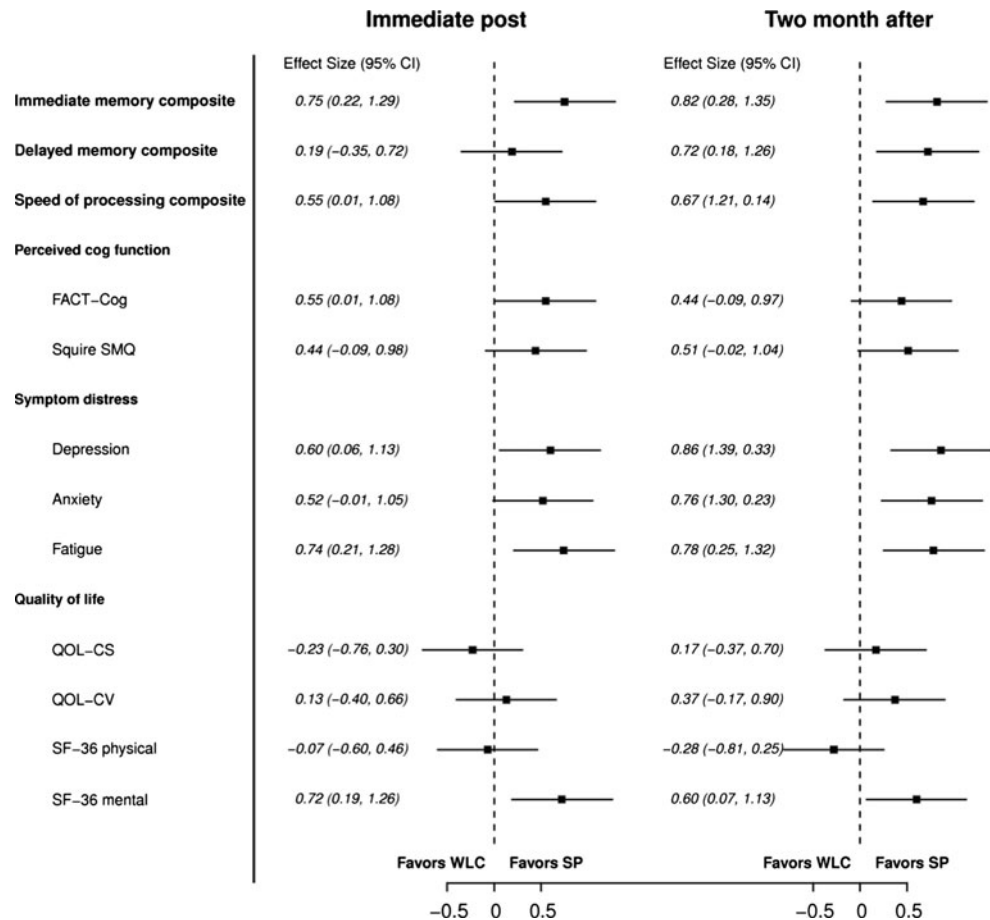 Immediate post Two month after
Effect Size (95% CI) Effect Size (95% CI)
Immediate memory composite 0.75 (0.22, 1.29) 0.82 (0.28, 1.35)
Delayed memory composite 0.19 (−0.35, 0.72) 0.72 (0.18, 1.26)
Speed of processing composite 0.55 (0.01, 1.08) 0.67 (1.21, 0.14)
Perceived cog function
FACT−Cog 0.55 (0.01, 1.08) 0.44 (−0.09, 0.97)
Squire SMQ 0.44 (−0.09, 0.98) 0.51 (−0.02, 1.04)
Symptom distress
Depression 0.60 (0.06, 1.13) 0.86 (1.39, 0.33)
Anxiety 0.52 (−0.01, 1.05) 0.76 (1.30, 0.23)
Fatigue 0.74 (0.21, 1.28) 0.78 (0.25, 1.32)
Quality of life
QOL−CS −0.23 (−0.76, 0.30) 0.17 (−0.37, 0.70)
QOL−CV 0.13 (−0.40, 0.66) 0.37 (−0.17, 0.90)
SF−36 physical −0.07 (−0.60, 0.46) −0.28 (−0.81, 0.25)
SF−36 mental 0.72 (0.19, 1.26) 0.60 (0.07, 1.13)
Favors WLC Favors SP Favors WLC Favors SP
−0.5 0 0.5 −0.5 0 0.5